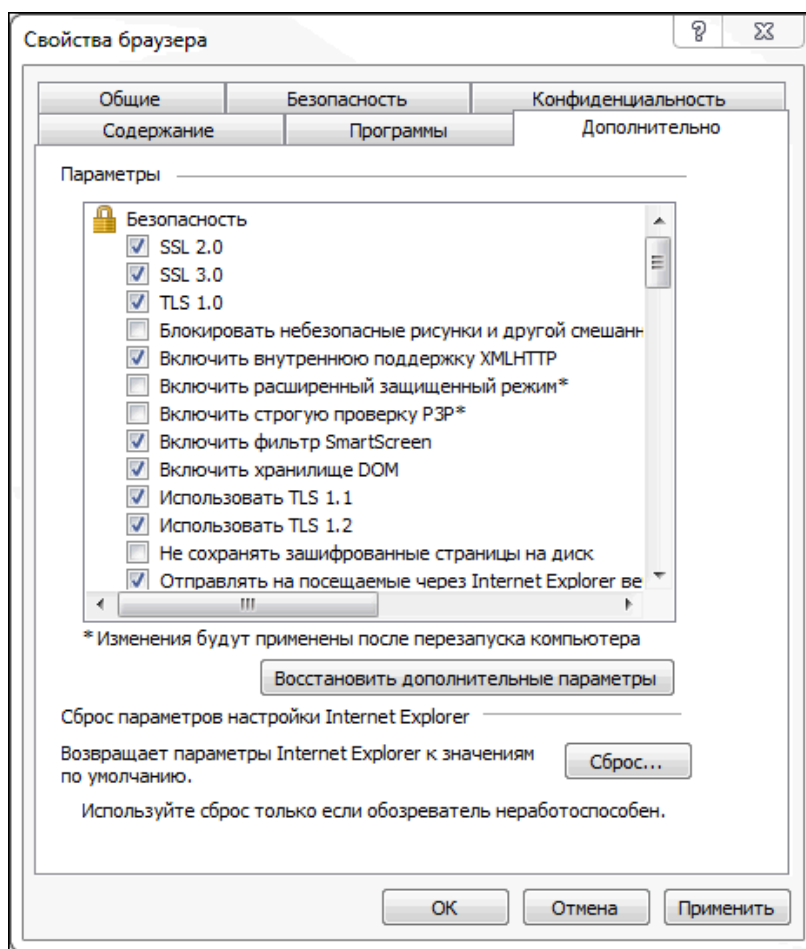 Свойства браузера
Общие
Безопасность
Конфиденциальность
Содержание
Программы
Дополнительно
Параметры
Безопасность
SSL 2.0
SSL 3.0
TLS 1.0
Блокировать небезопасные рисунки и другой смешанн
Включить внутреннюю поддержку XMLHTTP
Включить расширенный защищенный режим*
Включить строгую проверку P3P*
Включить фильтр SmartScreen
Включить хранилище DOM
Использовать TLS 1.1
Использовать TLS 1.2
Не сохранять зашифрованные страницы на диск
Отправлять на посещаемые через Internet Explorer ве
* Изменения будут применены после перезапуска компьютера
Восстановить дополнительные параметры
Сброс параметров настройки Internet Explorer
Возвращает параметры Internet Explorer к значениям
по умолчанию.
Сброс...
Используйте сброс только если обозреватель неработоспособен.
ОК
Отмена
Применить